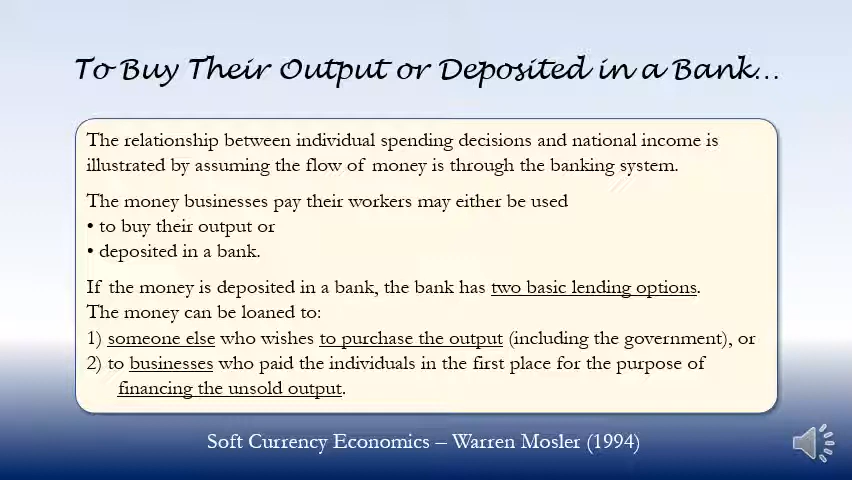 To Buy Their Output or Deposited in a Bank…
The relationship between individual spending decisions and national income is
illustrated by assuming the flow of money is through the banking system.
The money businesses pay their workers may either be used
• to buy their output or
• deposited in a bank.
If the money is deposited in a bank, the bank has two basic lending options.
The money can be loaned to:
1) someone else who wishes to purchase the output (including the government), or
2) to businesses who paid the individuals in the first place for the purpose of
financing the unsold output.
Soft Currency Economics – Warren Mosler (1994)